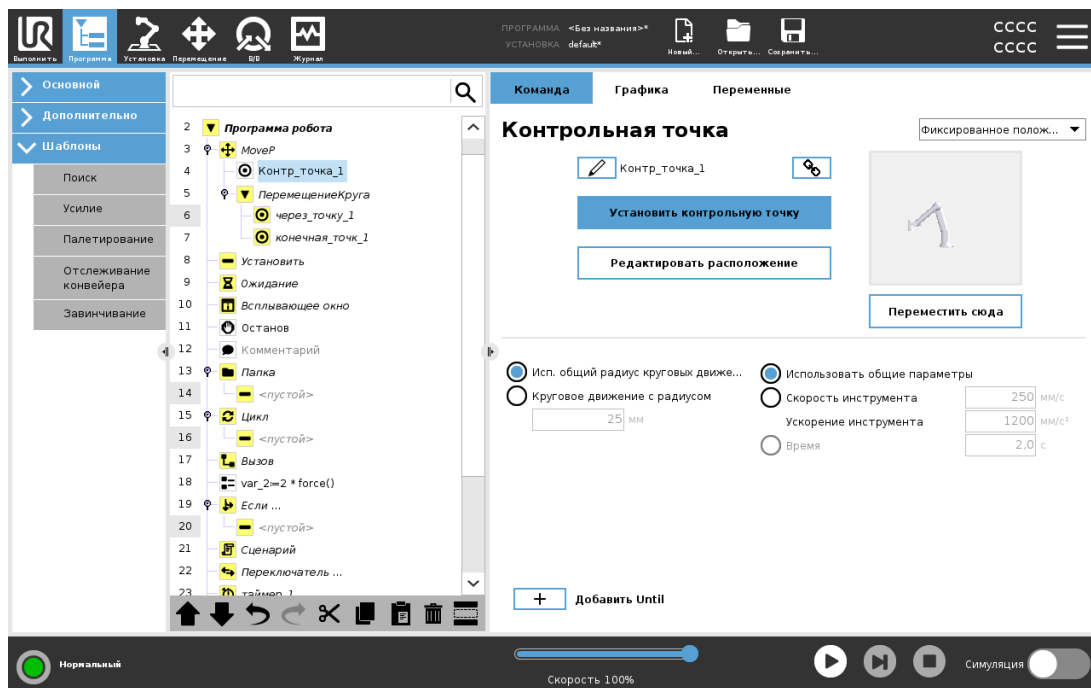 ПРОГРАММА <Без названия>*
УСТАНОВКА default*
CCCC
CCCC
Выполнить Программа Установка Перемещение В/В Журнал
Новый... Открыть... Сохранить...
Основной
Дополнительно
Шаблоны
Поиск
Усилие
Палетирование
Отслеживание
конвейера
Завинчивание
2 Программа робота
3 MoveP
4 Контр_точка_1
5 ПеремещениеКруга
6 через_точку_1
7 конечная_точк_1
8 Установить
9 Ожидание
10 Всплывающее окно
11 Останов
12 Комментарий
13 Папка
14 <пустой>
15 Цикл
16 <пустой>
17 Вызов
18 var_2≔2 * force()
19 Если ...
20 <пустой>
21 Сценарий
22 Переключатель ...
23 таймер_1
Команда Графика Переменные
Контрольная точка
Фиксированное полож...
Контр_точка_1
Установить контрольную точку
Редактировать расположение
Переместить сюда
Исп. общий радиус круговых движе...
Круговое движение с радиусом
25 мм
Использовать общие параметры
Скорость инструмента 250 мм/с
Ускорение инструмента 1200 мм/с²
Время 2,0 с
+ Добавить Until
Нормальный
Скорость 100%
Симуляция